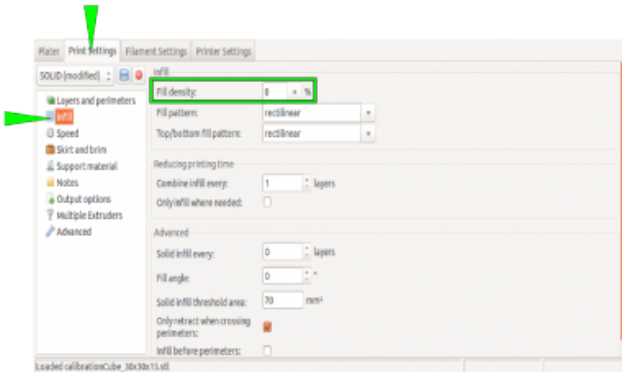 Plater Print Settings Filament Settings Printer Settings
SOLID (modified)
Infill
Fill density: 0 %
Layers and perimeters
Infill
Fill pattern: rectilinear
Speed
Top/bottom fill pattern: rectilinear
Skirt and brim
Support material
Reducing printing time
Notes
Combine infill every: 1 layers
Output options
Only infill where needed:
Multiple Extruders
Advanced
Advanced
Solid infill every: 0 layers
Fill angle: 0 °
Solid infill threshold area: 70 mm²
Only retract when crossing
perimeters:
Infill before perimeters:
Loaded calibrationCube_30x30x15.stl